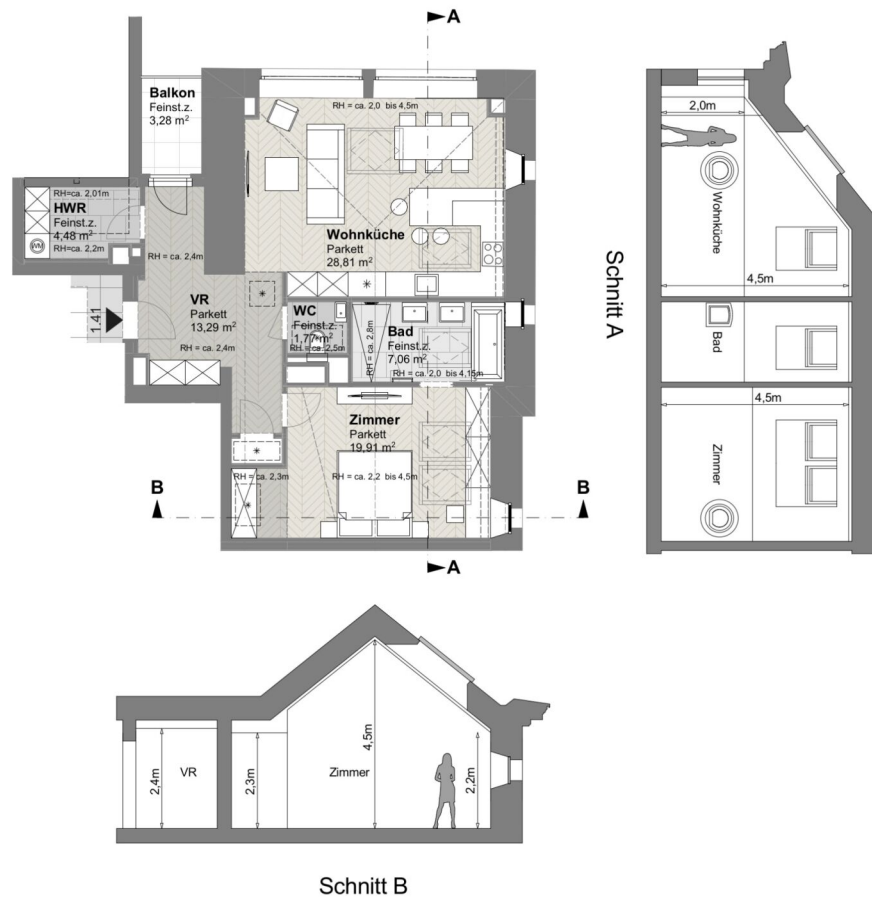 A
Balkon
Feinst.z.
3,28 m²
RH = ca. 2,0 bis 4,5m
RH=ca. 2,01m
HWR
Feinst.z.
4,48 m²
RH=ca. 2,2m
WM
RH = ca. 2,4m
Wohnküche
Parkett
28,81 m²
VR
Parkett
13,29 m²
1.41
RH = ca. 2,4m
WC
Feinst.z.
1,77 m²
RH = ca. 2,5m
RH = ca. 2,8m
Bad
Feinst.z.
7,06 m²
RH = ca. 2,0 bis 4,15m
Zimmer
Parkett
19,91 m²
RH = ca. 2,3m
RH = ca. 2,2 bis 4,5m
B
B
A
Schnitt A
2,0m
Wohnküche
4,5m
Bad
4,5m
Zimmer
2,4m
VR
2,3m
4,5m
Zimmer
2,2m
Schnitt B